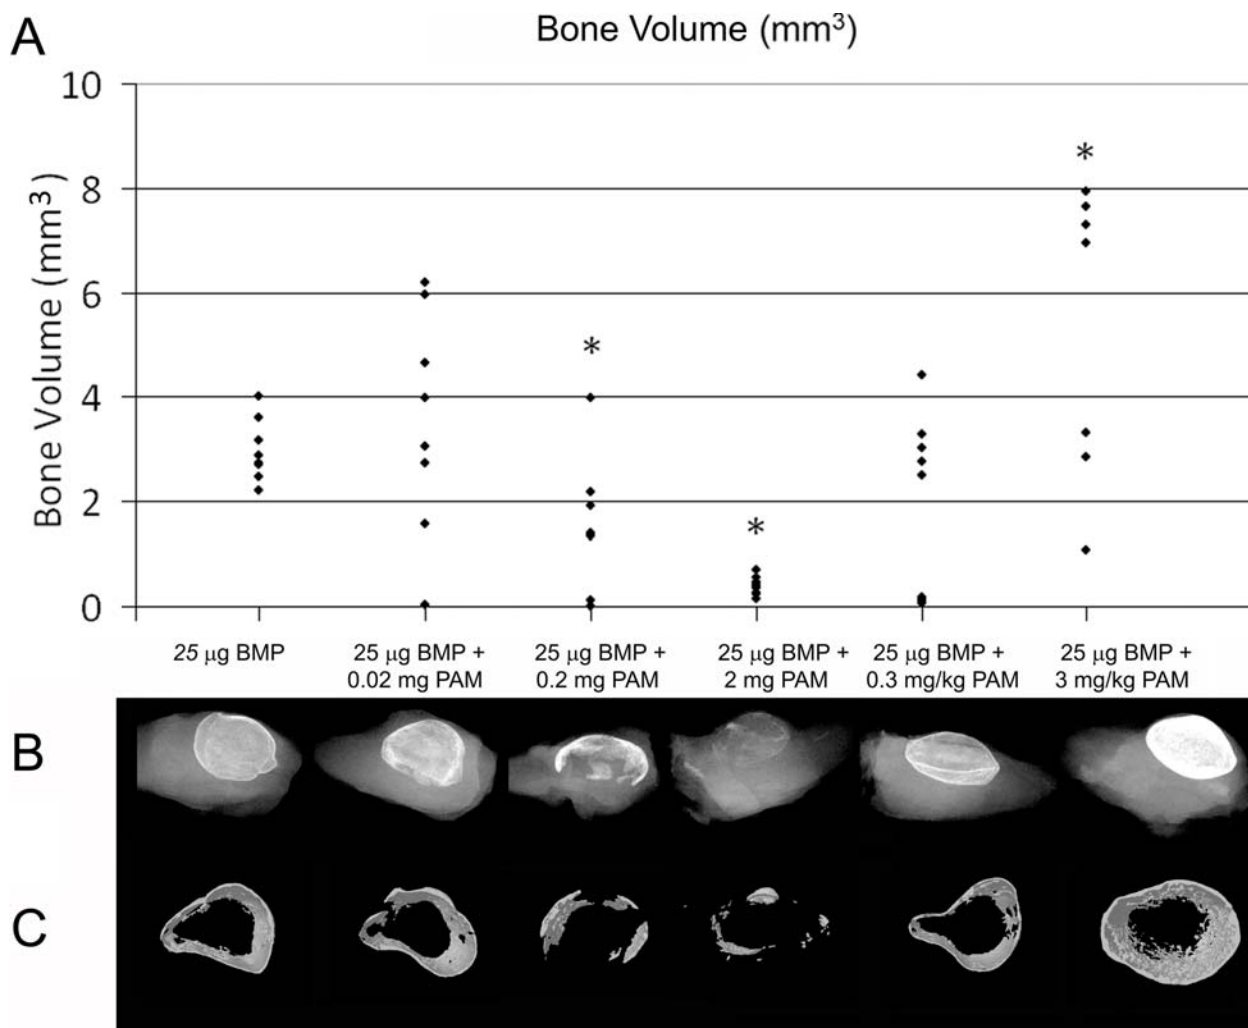 A
Bone Volume (mm³)
Bone Volume (mm³)
10
8
6
4
2
0
*
*
*
*
25 μg BMP
25 μg BMP +
0.02 mg PAM
25 μg BMP +
0.2 mg PAM
25 μg BMP +
2 mg PAM
25 μg BMP +
0.3 mg/kg PAM
25 μg BMP +
3 mg/kg PAM
B
C